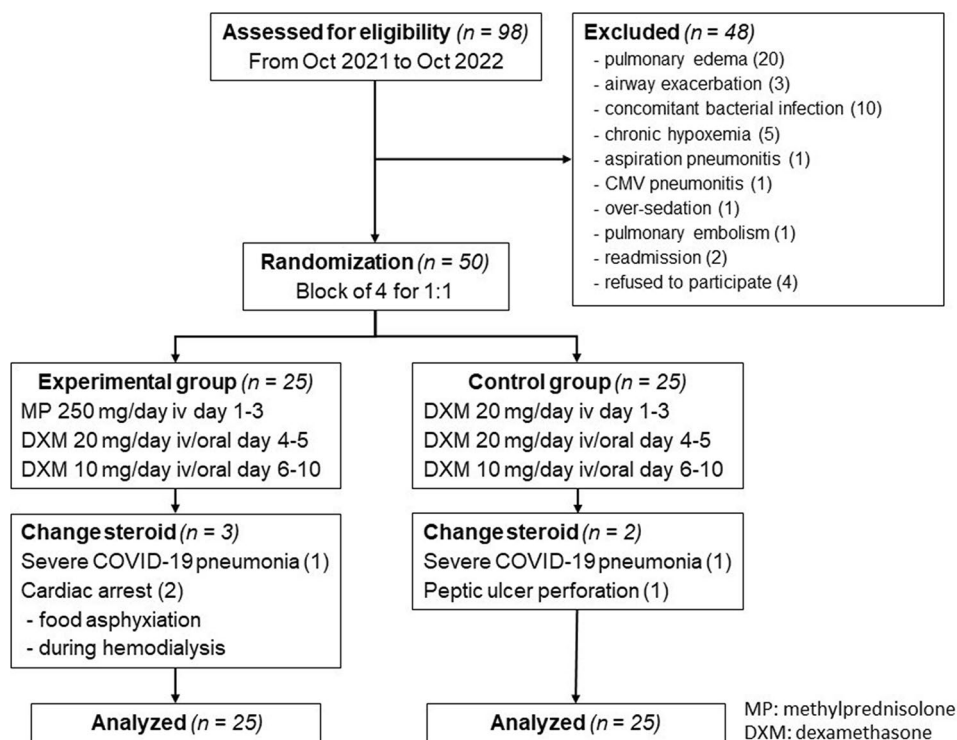 Assessed for eligibility (n = 98)
From Oct 2021 to Oct 2022
Excluded (n = 48)
- pulmonary edema (20)
- airway exacerbation (3)
- concomitant bacterial infection (10)
- chronic hypoxemia (5)
- aspiration pneumonitis (1)
- CMV pneumonitis (1)
- over-sedation (1)
- pulmonary embolism (1)
- readmission (2)
- refused to participate (4)
Randomization (n = 50)
Block of 4 for 1:1
Experimental group (n = 25)
MP 250 mg/day iv day 1-3
DXM 20 mg/day iv/oral day 4-5
DXM 10 mg/day iv/oral day 6-10
Control group (n = 25)
DXM 20 mg/day iv day 1-3
DXM 20 mg/day iv/oral day 4-5
DXM 10 mg/day iv/oral day 6-10
Change steroid (n = 3)
Severe COVID-19 pneumonia (1)
Cardiac arrest (2)
- food asphyxiation
- during hemodialysis
Change steroid (n = 2)
Severe COVID-19 pneumonia (1)
Peptic ulcer perforation (1)
Analyzed (n = 25)
Analyzed (n = 25)
MP: methylprednisolone
DXM: dexamethasone